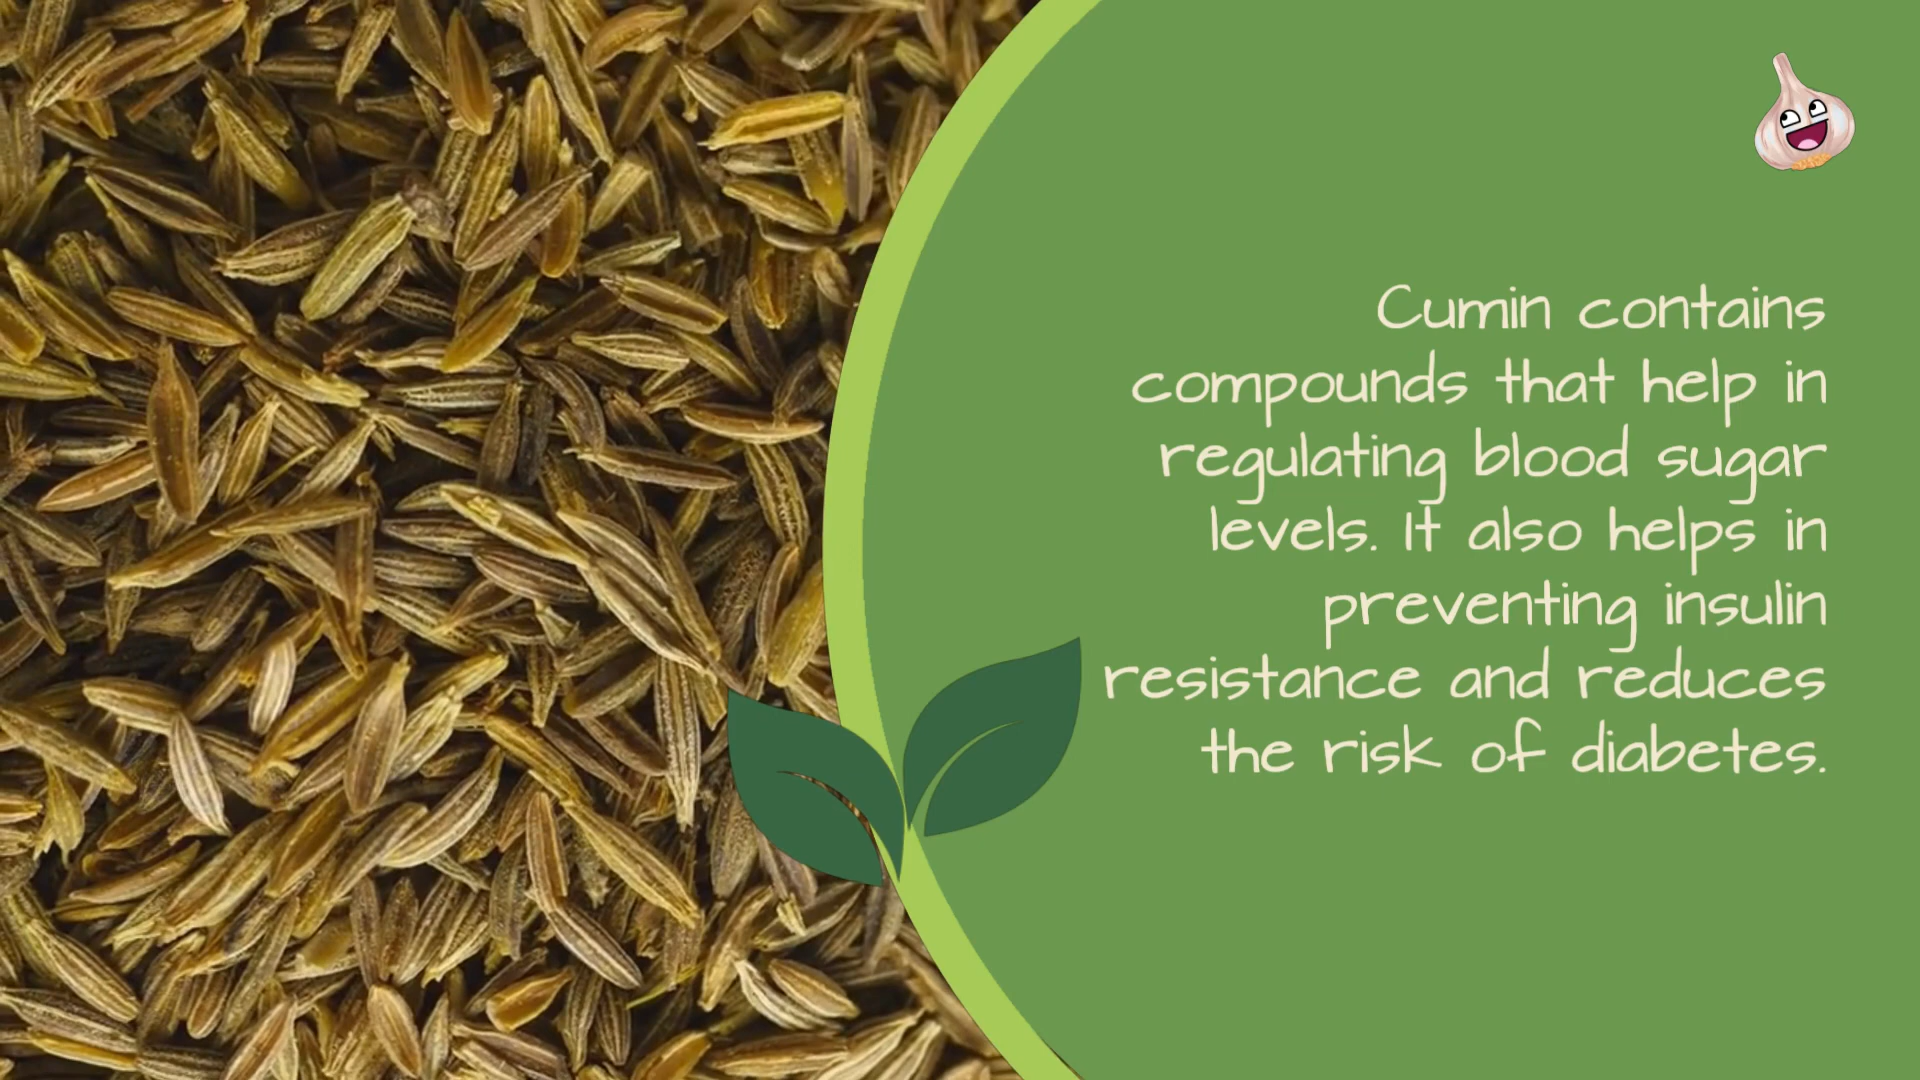 Cumin contains
compounds that help in
regulating blood sugar
levels. It also helps in
preventing insulin
resistance and reduces
the risk of diabetes.